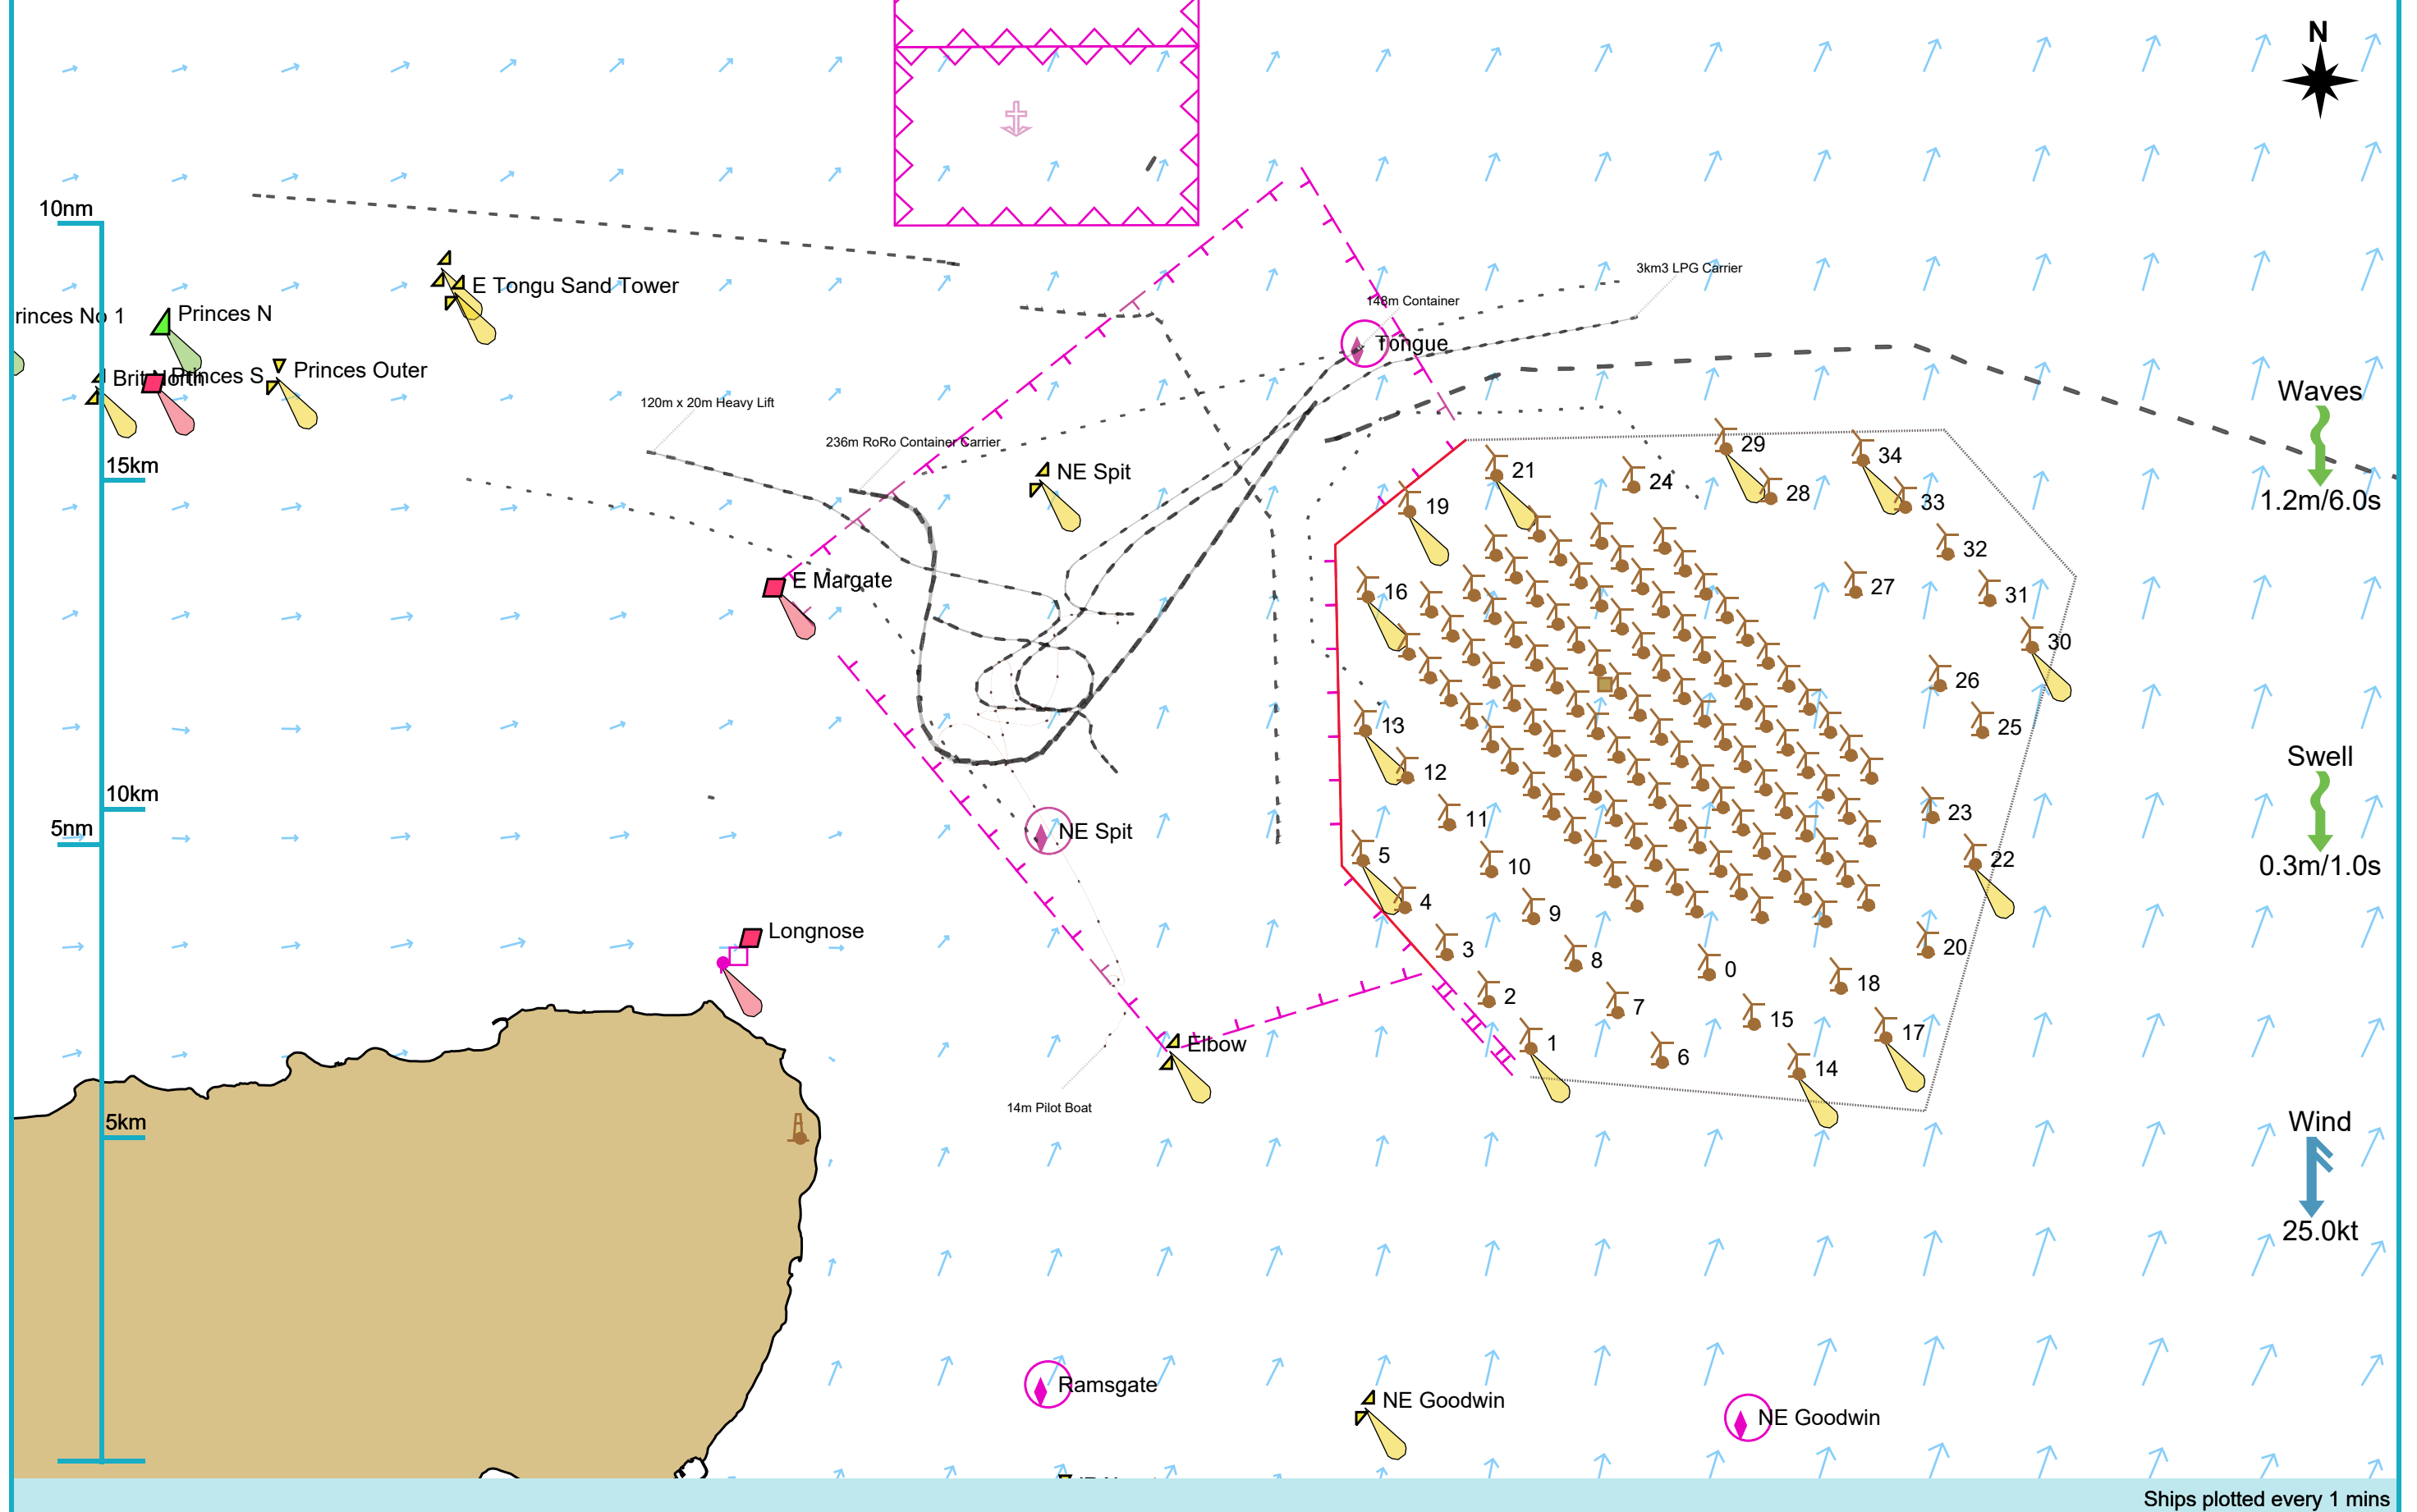 N
10nm
3km3 LPG Carrier
E Tongu Sand Tower
148m Container
Princes N
rinces No 1
Tongue
Princes Outer
Princes S
Waves
120m x 20m Heavy Lift
236m RoRo Container Carrier
29
34
15km
NE Spit
21
24
28
33
1.2m/6.0s
19
32
E Margate
16
27
31
30
26
13
25
Swell
12
10km
5nm
NE Spit
11
23
5
10
22
0.3m/1.0s
4
9
Longnose
3
20
8
0
18
2
7
15
17
Elbow
1
6
14
14m Pilot Boat
5km
Wind
25.0kt
Ramsgate
NE Goodwin
NE Goodwin
Ships plotted every 1 mins